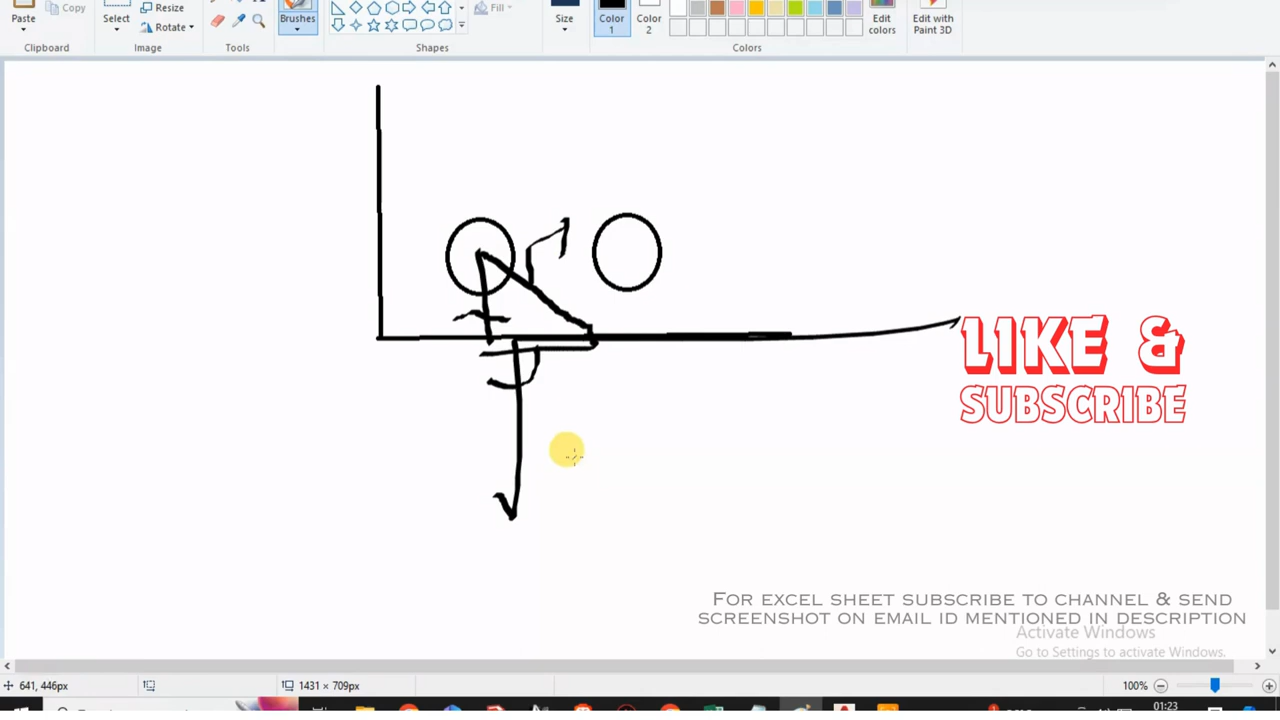 Paste
Copy
Select
Resize
Rotate
Brushes
Fill
Size
Color
1
Color
2
Edit
colors
Edit with
Paint 3D
Clipboard
Image
Tools
Shapes
Colors
LIKE &
SUBSCRIBE
FOR EXCEL SHEET SUBSCRIBE TO CHANNEL & SEND
SCREENSHOT ON EMAIL ID MENTIONED IN DESCRIPTION
Activate Windows
Go to Settings to activate Windows.
641, 446px
1431 × 709px
100%
01:23